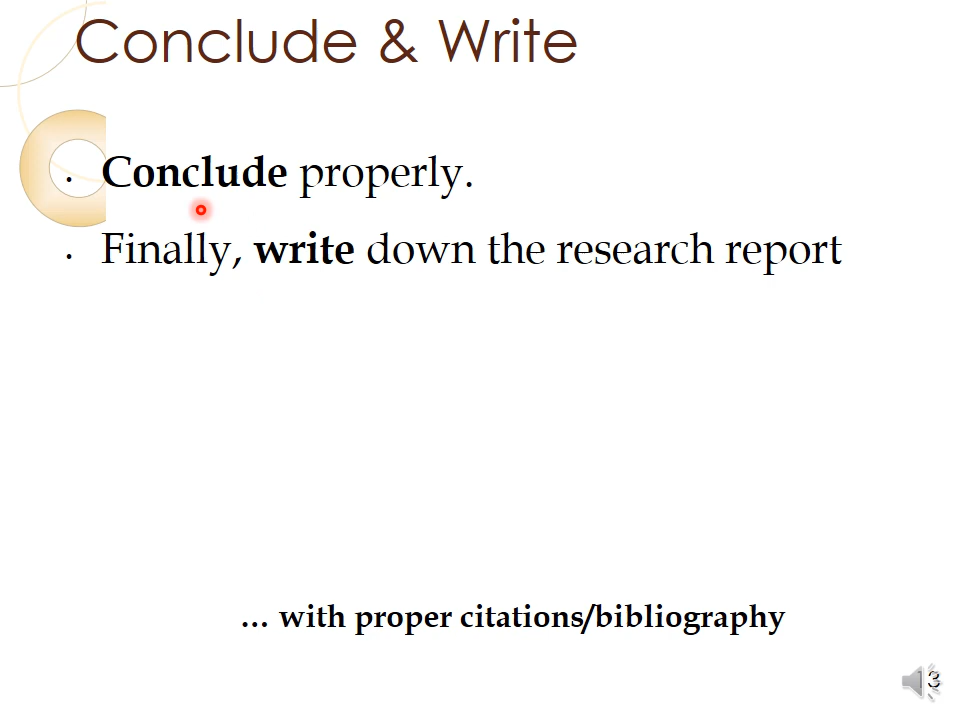 Conclude & Write
• Conclude properly.
• Finally, write down the research report
... with proper citations/bibliography
3